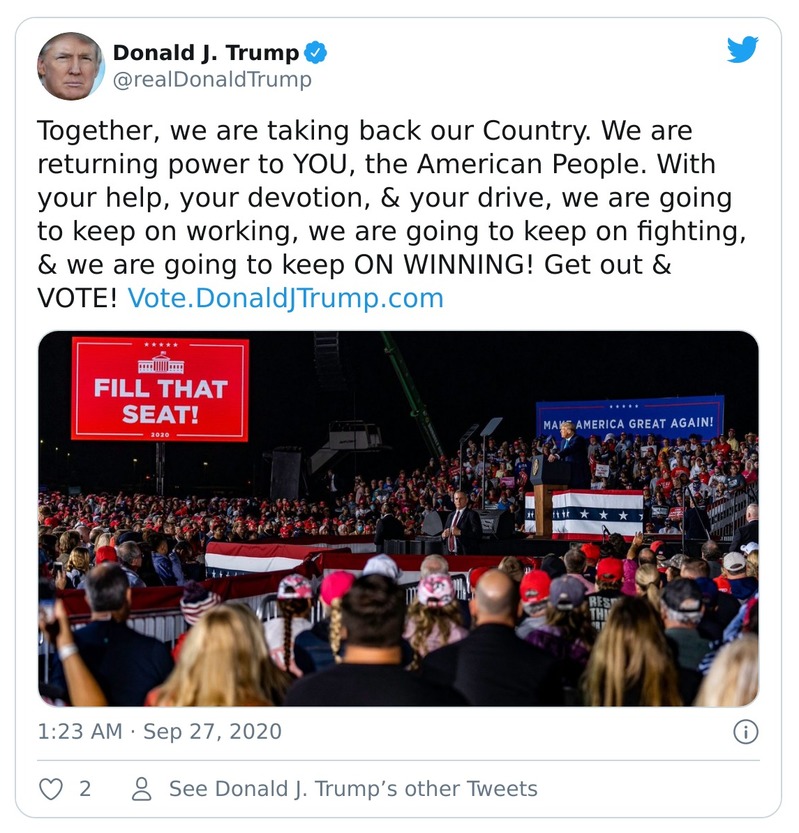 Donald J. Trump
@realDonaldTrump
Together, we are taking back our Country. We are
returning power to YOU, the American People. With
your help, your devotion, & your drive, we are going
to keep on working, we are going to keep on fighting,
& we are going to keep ON WINNING! Get out &
VOTE! Vote.DonaldJTrump.com
FILL THAT
SEAT!
2020
MAKE AMERICA GREAT AGAIN!
1:23 AM · Sep 27, 2020
2
See Donald J. Trump’s other Tweets